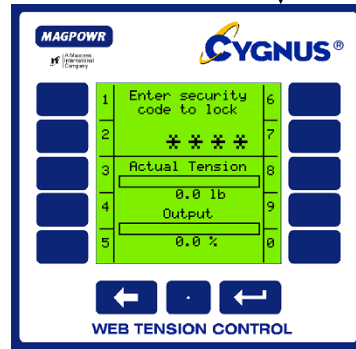 MAGPOWR
A Maxcess
International
Company
CYGNUS®
1 Enter security 6
code to lock
2 **** 7
3 Actual Tension 8
0.0 lb
4 Output 9
5 0.0 % 0
.
WEB TENSION CONTROL